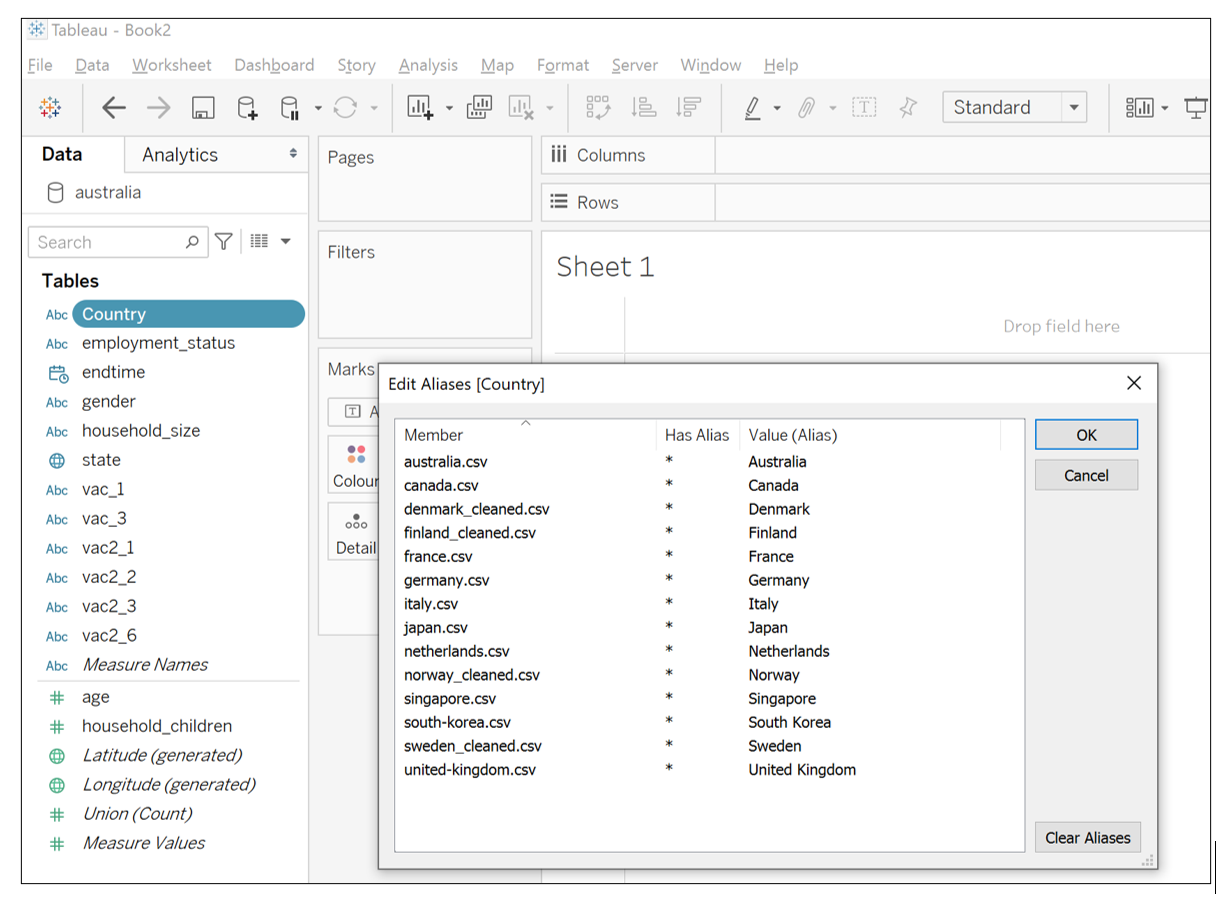 Tableau - Book2
File Data Worksheet Dashboard Story Analysis Map Format Server Window Help
Standard
Data Analytics
australia
Search
Tables
Abc Country
Abc employment_status
endtime
Abc gender
Abc household_size
state
Abc vac_1
Abc vac_3
Abc vac2_1
Abc vac2_2
Abc vac2_3
Abc vac2_6
Abc Measure Names
# age
# household_children
Latitude (generated)
Longitude (generated)
# Union (Count)
# Measure Values
Pages
Filters
Marks
T A
Colour
Detail
Columns
Rows
Sheet 1
Drop field here
Edit Aliases [Country]
Member Has Alias Value (Alias)
australia.csv * Australia
canada.csv * Canada
denmark_cleaned.csv * Denmark
finland_cleaned.csv * Finland
france.csv * France
germany.csv * Germany
italy.csv * Italy
japan.csv * Japan
netherlands.csv * Netherlands
norway_cleaned.csv * Norway
singapore.csv * Singapore
south-korea.csv * South Korea
sweden_cleaned.csv * Sweden
united-kingdom.csv * United Kingdom
OK
Cancel
Clear Aliases